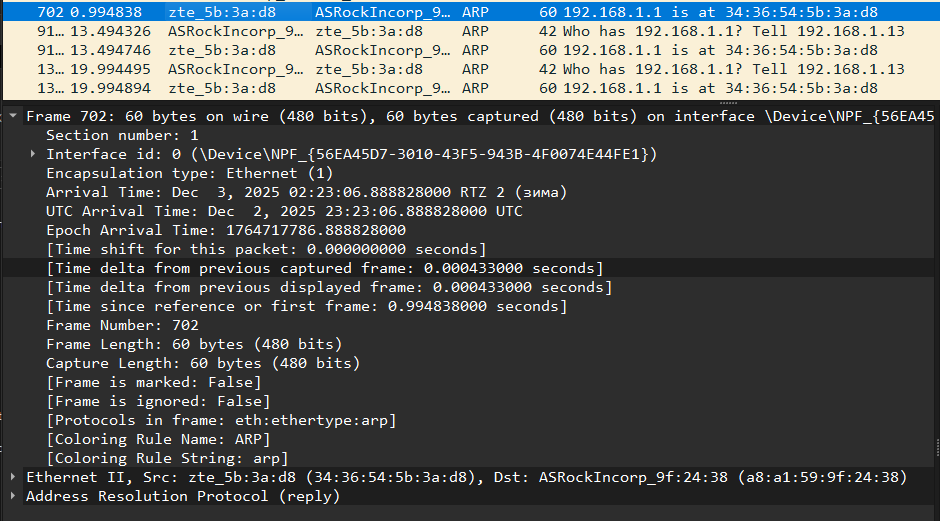 702 0.994838 zte_5b:3a:d8 ASRockIncorp_9… ARP 60 192.168.1.1 is at 34:36:54:5b:3a:d8
91… 13.494326 ASRockIncorp_9… zte_5b:3a:d8 ARP 42 Who has 192.168.1.1? Tell 192.168.1.13
91… 13.494746 zte_5b:3a:d8 ASRockIncorp_9… ARP 60 192.168.1.1 is at 34:36:54:5b:3a:d8
13… 19.994495 ASRockIncorp_9… zte_5b:3a:d8 ARP 42 Who has 192.168.1.1? Tell 192.168.1.13
13… 19.994894 zte_5b:3a:d8 ASRockIncorp_9… ARP 60 192.168.1.1 is at 34:36:54:5b:3a:d8
Frame 702: 60 bytes on wire (480 bits), 60 bytes captured (480 bits) on interface \Device\NPF_{56EA45
Section number: 1
Interface id: 0 (\Device\NPF_{56EA45D7-3010-43F5-943B-4F0074E44FE1})
Encapsulation type: Ethernet (1)
Arrival Time: Dec  3, 2025 02:23:06.888828000 RTZ 2 (зима)
UTC Arrival Time: Dec  2, 2025 23:23:06.888828000 UTC
Epoch Arrival Time: 1764717786.888828000
[Time shift for this packet: 0.000000000 seconds]
[Time delta from previous captured frame: 0.000433000 seconds]
[Time delta from previous displayed frame: 0.000433000 seconds]
[Time since reference or first frame: 0.994838000 seconds]
Frame Number: 702
Frame Length: 60 bytes (480 bits)
Capture Length: 60 bytes (480 bits)
[Frame is marked: False]
[Frame is ignored: False]
[Protocols in frame: eth:ethertype:arp]
[Coloring Rule Name: ARP]
[Coloring Rule String: arp]
Ethernet II, Src: zte_5b:3a:d8 (34:36:54:5b:3a:d8), Dst: ASRockIncorp_9f:24:38 (a8:a1:59:9f:24:38)
Address Resolution Protocol (reply)